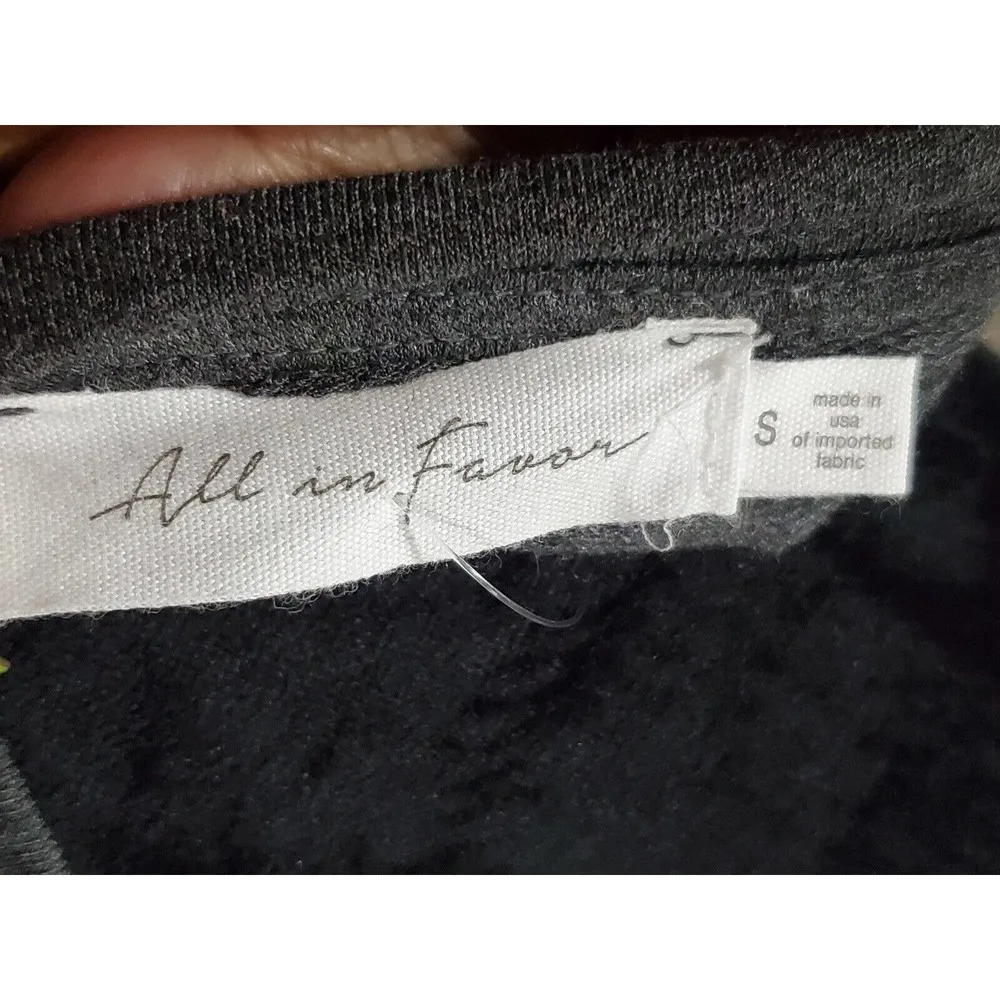 All in Favor
S
made in
usa
of imported
fabric